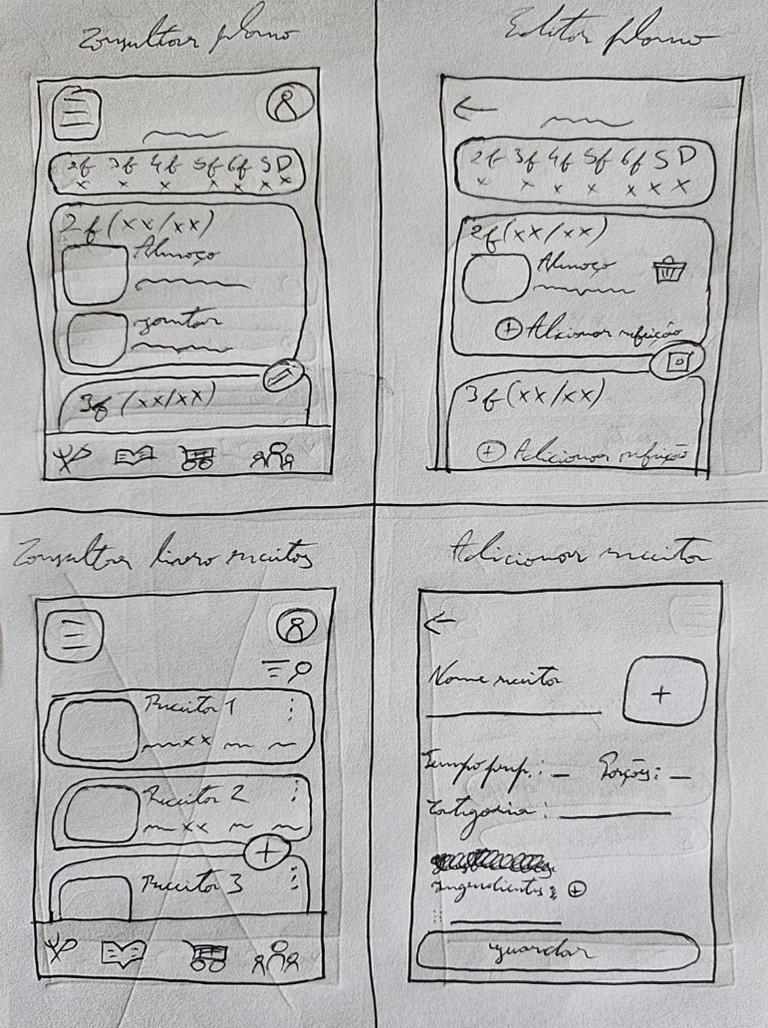 Consultar plano
2f 3f 4f 5f 6f S D
x x x x x x x
2f (xx/xx)
Almoço
jantar
3f (xx/xx)
Editar plano
2f 3f 4f 5f 6f S D
x x x x x x x
2f (xx/xx)
Almoço
+ Adicionar refeição
3f (xx/xx)
+ Adicionar refeição
Consultar livro receitas
Receita 1
xx
Receita 2
xx
Receita 3
Adicionar receita
Nome receita
+
Tempo prep.: _ Porções: _
Categoria:
Ingredientes: +
guardar